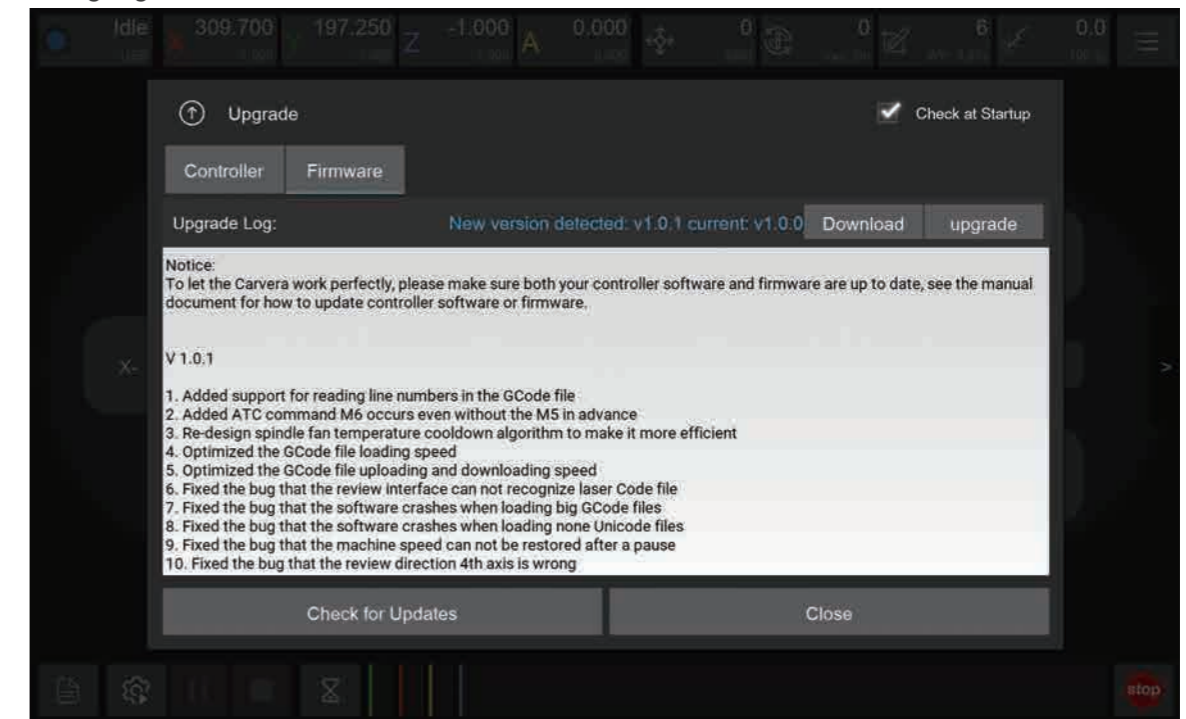 Idle 309.700 197.250 Z -1.000 A 0.000 0 0 6 0.0
Upgrade
Check at Startup
Controller Firmware
Upgrade Log: New version detected: v1.0.1 current: v1.0.0 Download upgrade
Notice:
To let the Carvera work perfectly, please make sure both your controller software and firmware are up to date, see the manual
document for how to update controller software or firmware.
V 1.0.1
X-
>
1. Added support for reading line numbers in the GCode file
2. Added ATC command M6 occurs even without the M5 in advance
3. Re-design spindle fan temperature cooldown algorithm to make it more efficient
4. Optimized the GCode file loading speed
5. Optimized the GCode file uploading and downloading speed
6. Fixed the bug that the review interface can not recognize laser Code file
7. Fixed the bug that the software crashes when loading big GCode files
8. Fixed the bug that the software crashes when loading none Unicode files
9. Fixed the bug that the machine speed can not be restored after a pause
10. Fixed the bug that the review direction 4th axis is wrong
Check for Updates Close
stop